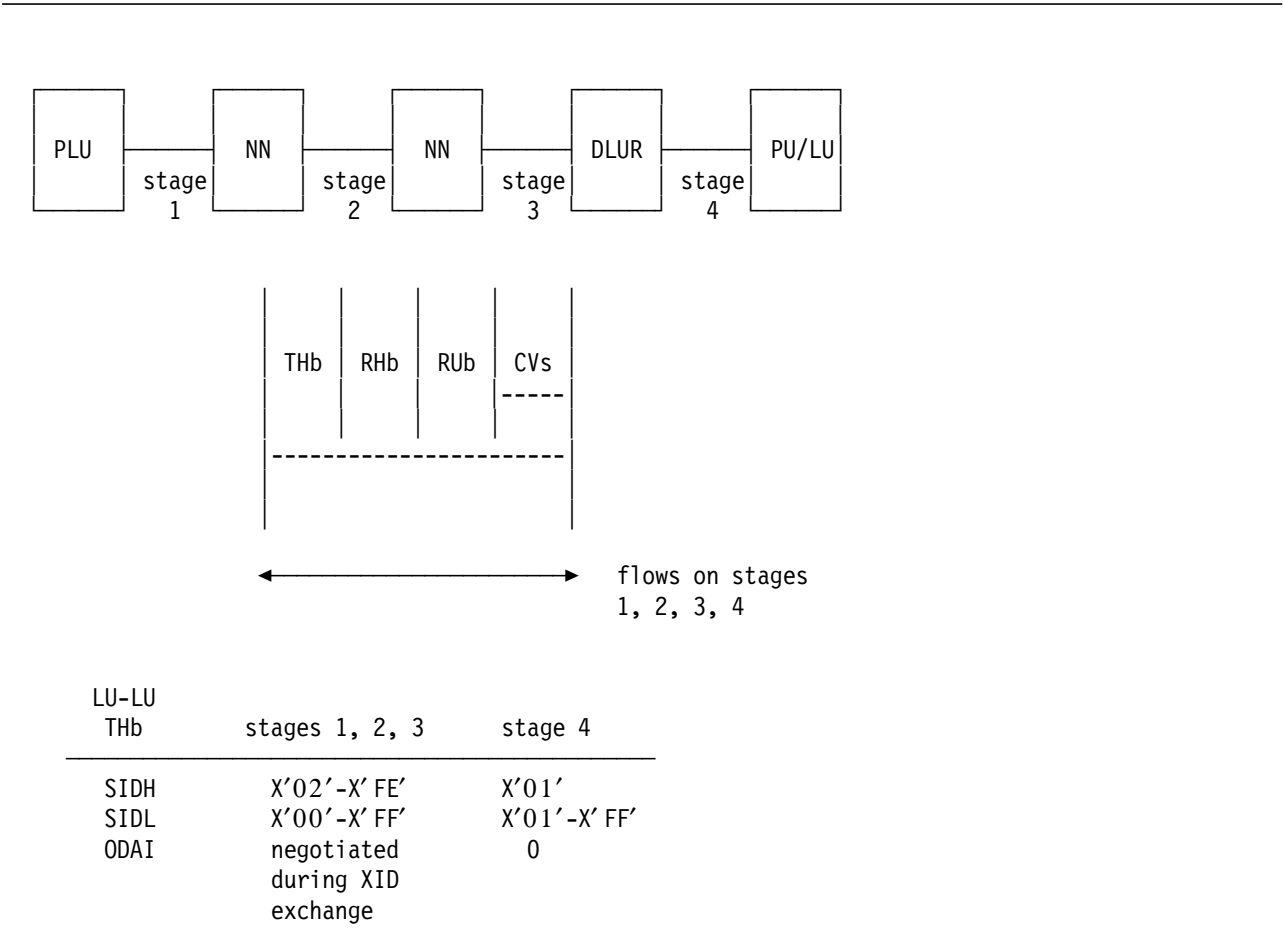 PLU NN NN DLUR PU/LU
stage stage stage stage
1 2 3 4
THb RHb RUb CVs
-----
-----------------------
flows on stages
1, 2, 3, 4
LU-LU
THb stages 1, 2, 3 stage 4
SIDH X′02′-X′FE′ X′01′
SIDL X′00′-X′FF′ X′01′-X′FF′
ODAI negotiated 0
during XID
exchange